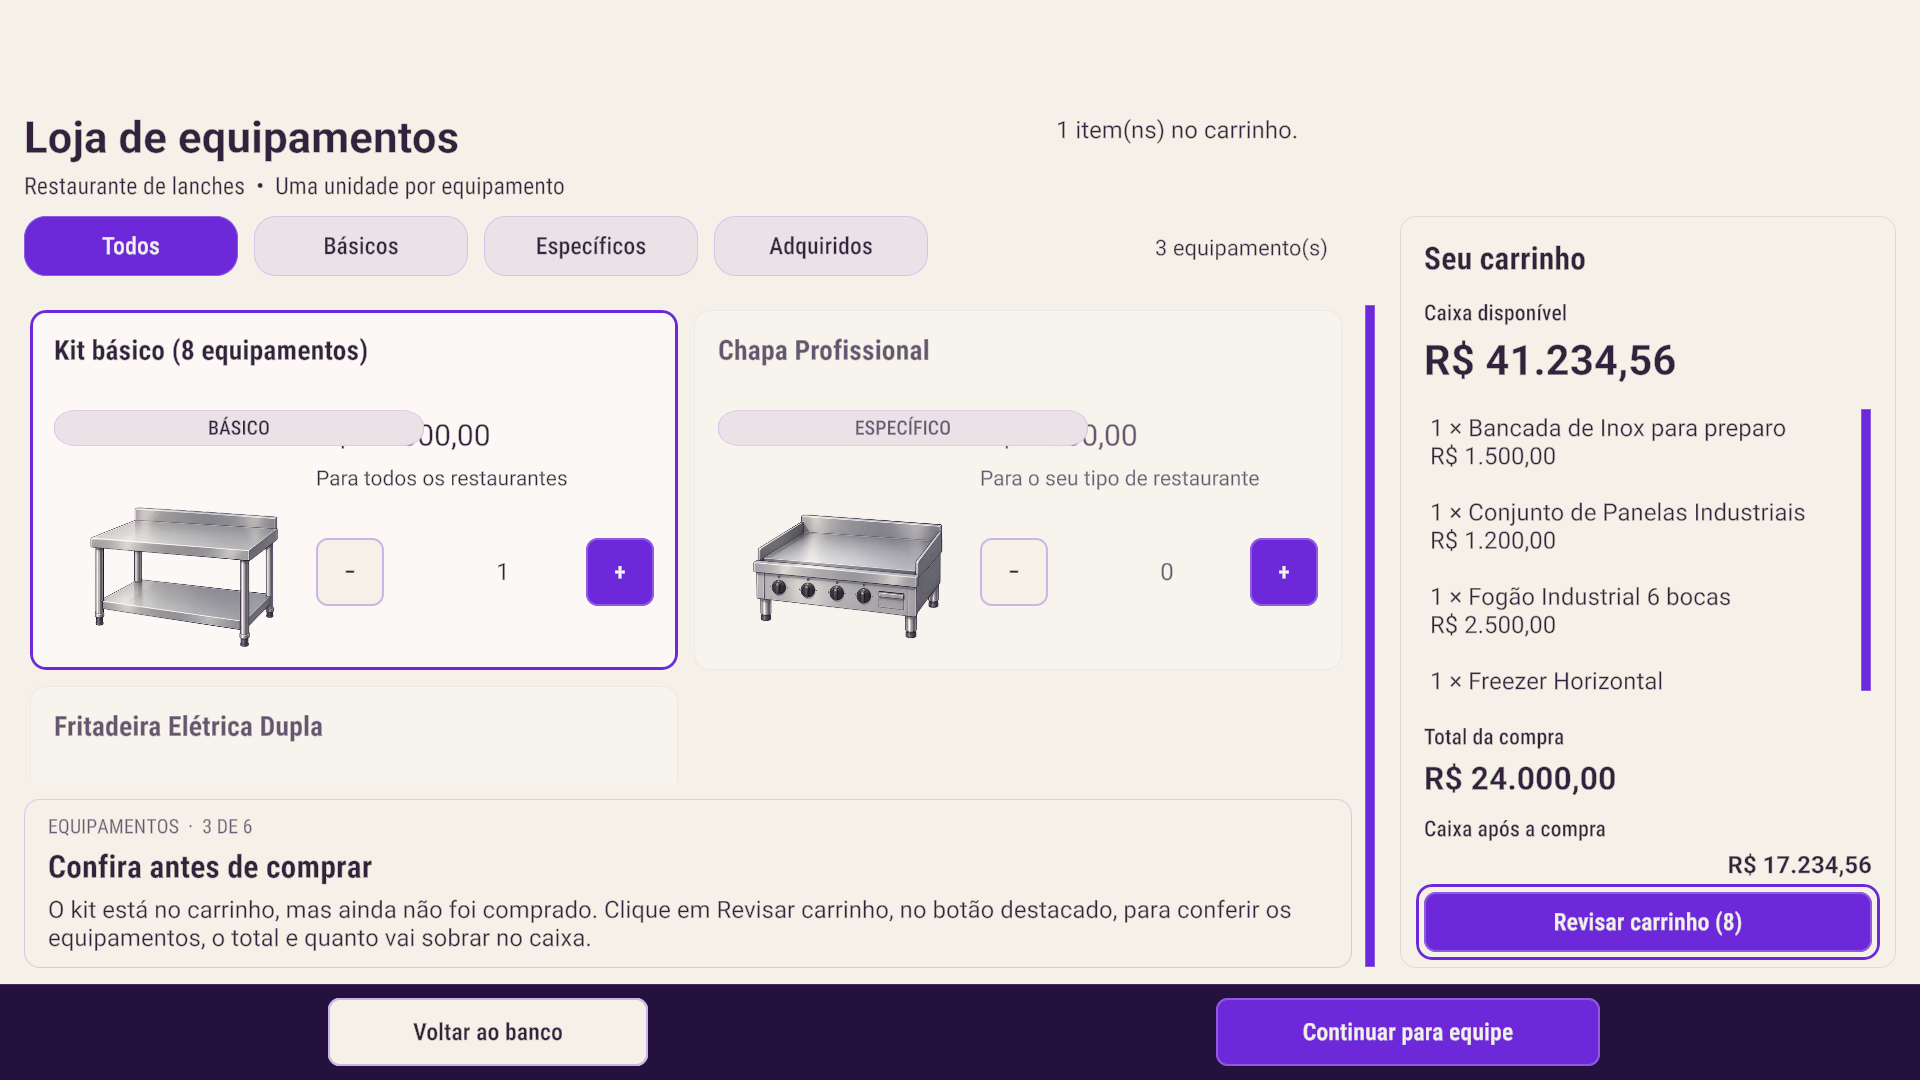 Loja de equipamentos
1 item(ns) no carrinho.
Restaurante de lanches • Uma unidade por equipamento
Todos
Básicos
Específicos
Adquiridos
3 equipamento(s)
Kit básico (8 equipamentos)
BÁSICO
00,00
Para todos os restaurantes
-
1
+
Chapa Profissional
ESPECÍFICO
0,00
Para o seu tipo de restaurante
-
0
+
Fritadeira Elétrica Dupla
EQUIPAMENTOS · 3 DE 6
Confira antes de comprar
O kit está no carrinho, mas ainda não foi comprado. Clique em Revisar carrinho, no botão destacado, para conferir os
equipamentos, o total e quanto vai sobrar no caixa.
Seu carrinho
Caixa disponível
R$ 41.234,56
1 × Bancada de Inox para preparo
R$ 1.500,00
1 × Conjunto de Panelas Industriais
R$ 1.200,00
1 × Fogão Industrial 6 bocas
R$ 2.500,00
1 × Freezer Horizontal
Total da compra
R$ 24.000,00
Caixa após a compra
R$ 17.234,56
Revisar carrinho (8)
Voltar ao banco
Continuar para equipe